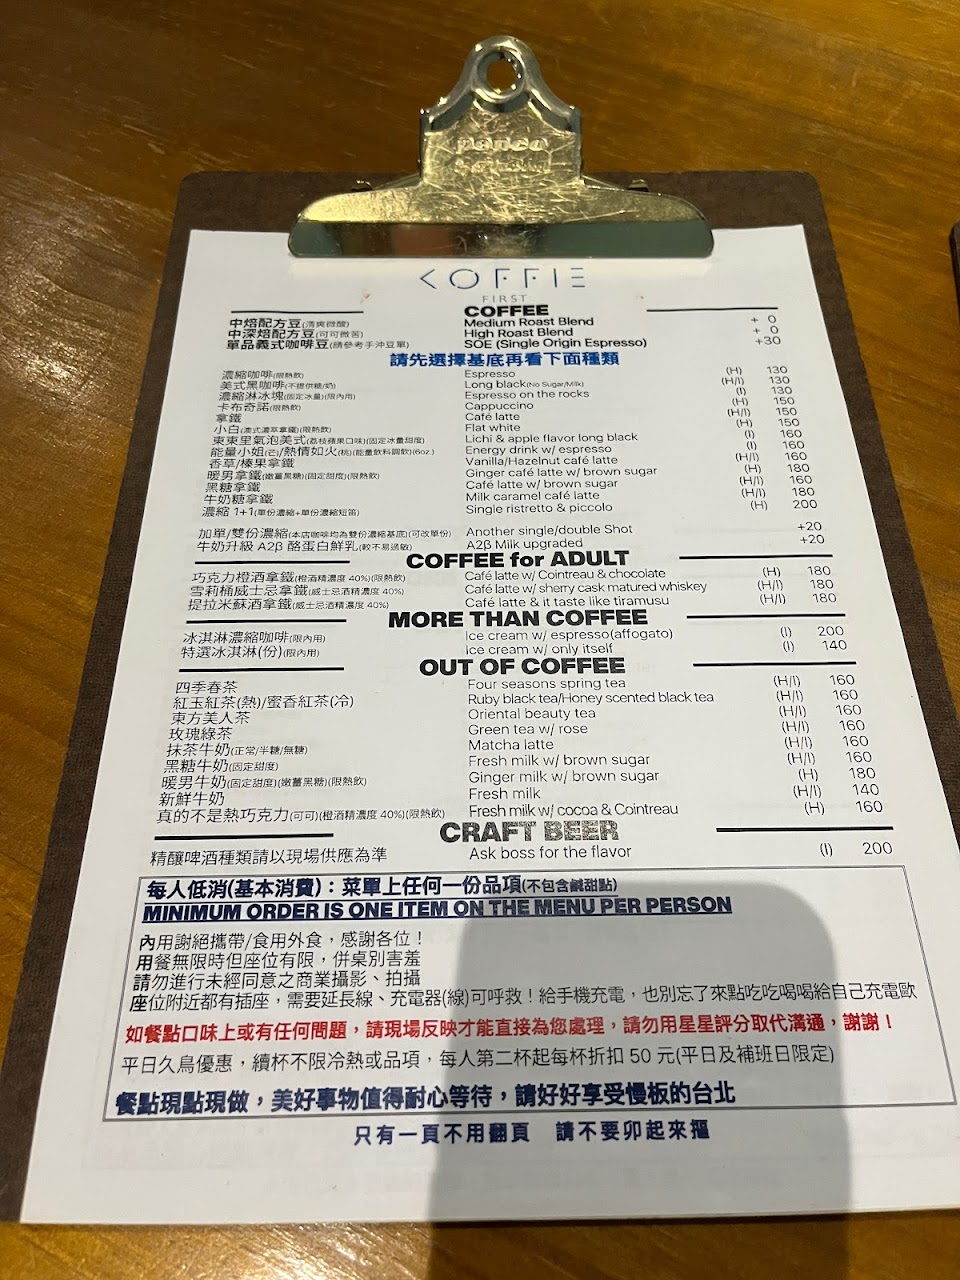 penco
KOFFIE
FIRST
COFFEE
中焙配方豆(清爽微酸) Medium Roast Blend + 0
中深焙配方豆(可可微苦) High Roast Blend + 0
單品義式咖啡豆(請參考手沖豆單) SOE (Single Origin Espresso) +30
請先選擇基底再看下面種類
濃縮咖啡(限熱飲) Espresso (H) 130
美式黑咖啡(不提供糖/奶) Long black(No Sugar/Milk) (H/I) 130
濃縮淋冰塊(固定冰量)(限內用) Espresso on the rocks (I) 130
卡布奇諾(限熱飲) Cappuccino (H) 150
拿鐵 Café latte (H/I) 150
小白(澳式濃萃拿鐵)(限熱飲) Flat white (H) 150
東東里氣泡美式(荔枝蘋果口味)(固定冰量甜度) Lichi & apple flavor long black (I) 160
能量小姐(芒)/熱情如火(桃)(能量飲料調飲)(6oz.) Energy drink w/ espresso (I) 160
香草/榛果拿鐵 Vanilla/Hazelnut café latte (H/I) 160
暖男拿鐵(嫩薑黑糖)(固定甜度)(限熱飲) Ginger café latte w/ brown sugar (H) 180
黑糖拿鐵 Café latte w/ brown sugar (H/I) 160
牛奶糖拿鐵 Milk caramel café latte (H/I) 180
濃縮 1+1(單份濃縮+單份濃縮短笛) Single ristretto & piccolo (H) 200
加單/雙份濃縮(本店咖啡均為雙份濃縮基底)(可改單份) Another single/double Shot +20
牛奶升級 A2β 酪蛋白鮮乳(較不易過敏) A2β Milk upgraded +20
COFFEE for ADULT
巧克力橙酒拿鐵(橙酒精濃度 40%)(限熱飲) Café latte w/ Cointreau & chocolate (H) 180
雪莉桶威士忌拿鐵(威士忌酒精濃度 40%) Café latte w/ sherry cask matured whiskey (H/I) 180
提拉米蘇酒拿鐵(威士忌酒精濃度 40%) Café latte & it taste like tiramusu (H/I) 180
MORE THAN COFFEE
冰淇淋濃縮咖啡(限內用) Ice cream w/ espresso(affogato) (I) 200
特選冰淇淋(份)(限內用) Ice cream w/ only itself (I) 140
OUT OF COFFEE
四季春茶 Four seasons spring tea (H/I) 160
紅玉紅茶(熱)/蜜香紅茶(冷) Ruby black tea/Honey scented black tea (H/I) 160
東方美人茶 Oriental beauty tea (H/I) 160
玫瑰綠茶 Green tea w/ rose (H/I) 160
抹茶牛奶(正常/半糖/無糖) Matcha latte (H/I) 160
黑糖牛奶(固定甜度) Fresh milk w/ brown sugar (H/I) 160
暖男牛奶(固定甜度)(嫩薑黑糖)(限熱飲) Ginger milk w/ brown sugar (H) 180
新鮮牛奶 Fresh milk (H/I) 140
真的不是熱巧克力(可可)(橙酒精濃度 40%)(限熱飲) Fresh milk w/ cocoa & Cointreau (H) 160
CRAFT BEER
精釀啤酒種類請以現場供應為準 Ask boss for the flavor (I) 200
每人低消(基本消費)：菜單上任何一份品項(不包含鹹甜點)
MINIMUM ORDER IS ONE ITEM ON THE MENU PER PERSON
內用謝絕攜帶/食用外食，感謝各位！
用餐無限時但座位有限，併桌別害羞
請勿進行未經同意之商業攝影、拍攝
座位附近都有插座，需要延長線、充電器(線)可呼救！給手機充電，也別忘了來點吃吃喝喝給自己充電歐
如餐點口味上或有任何問題，請現場反映才能直接為您處理，請勿用星星評分取代溝通，謝謝！
平日久鳥優惠，續杯不限冷熱或品項，每人第二杯起每杯折扣 50 元(平日及補班日限定)
餐點現點現做，美好事物值得耐心等待，請好好享受慢板的台北
只有一頁不用翻頁 請不要卯起來摳